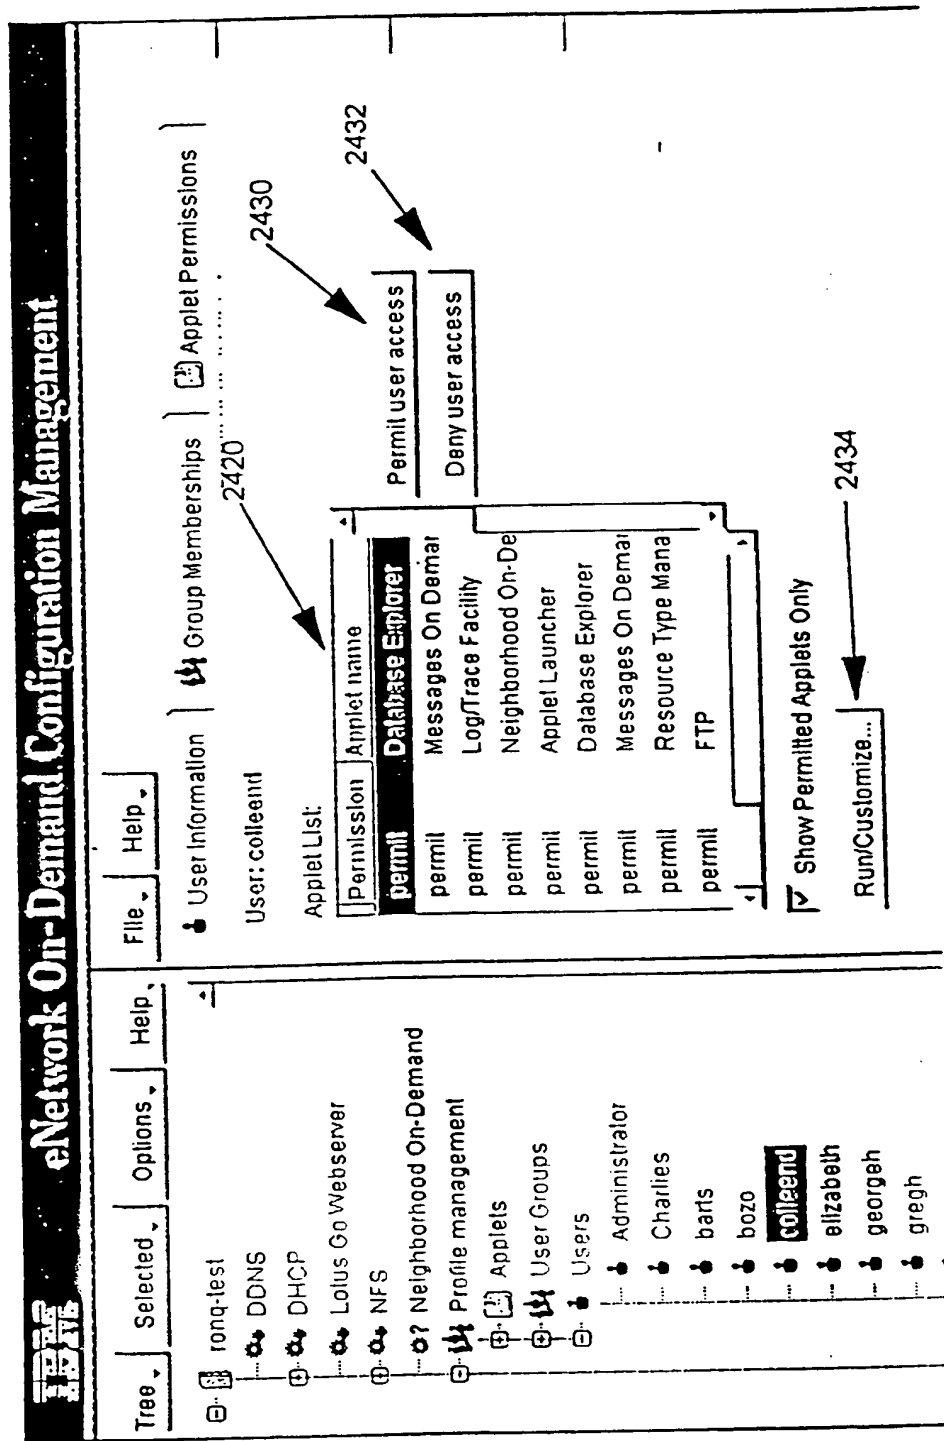 IBM eNetwork On-Demand Configuration Management
Tree Selected Options Help
ronq-test
DDNS
DHCP
Lotus Go Webserver
NFS
? Neighborhood On-Demand
Profile management
Applets
User Groups
Users
Administrator
Charlies
barts
bozo
colleend
elizabeth
georgeh
gregh
File Help
User Information Group Memberships Applet Permissions
User: colleend
Applet List:
2420
Permission Applet name
permit Database Explorer
permit Messages On Deman
permit Log/Trace Facility
permit Neighborhood On-De
permit Applet Launcher
permit Database Explorer
permit Messages On Deman
permit Resource Type Mana
permit FTP
Permit user access
2430
Deny user access
2432
Show Permitted Applets Only
Run/Customize...
2434